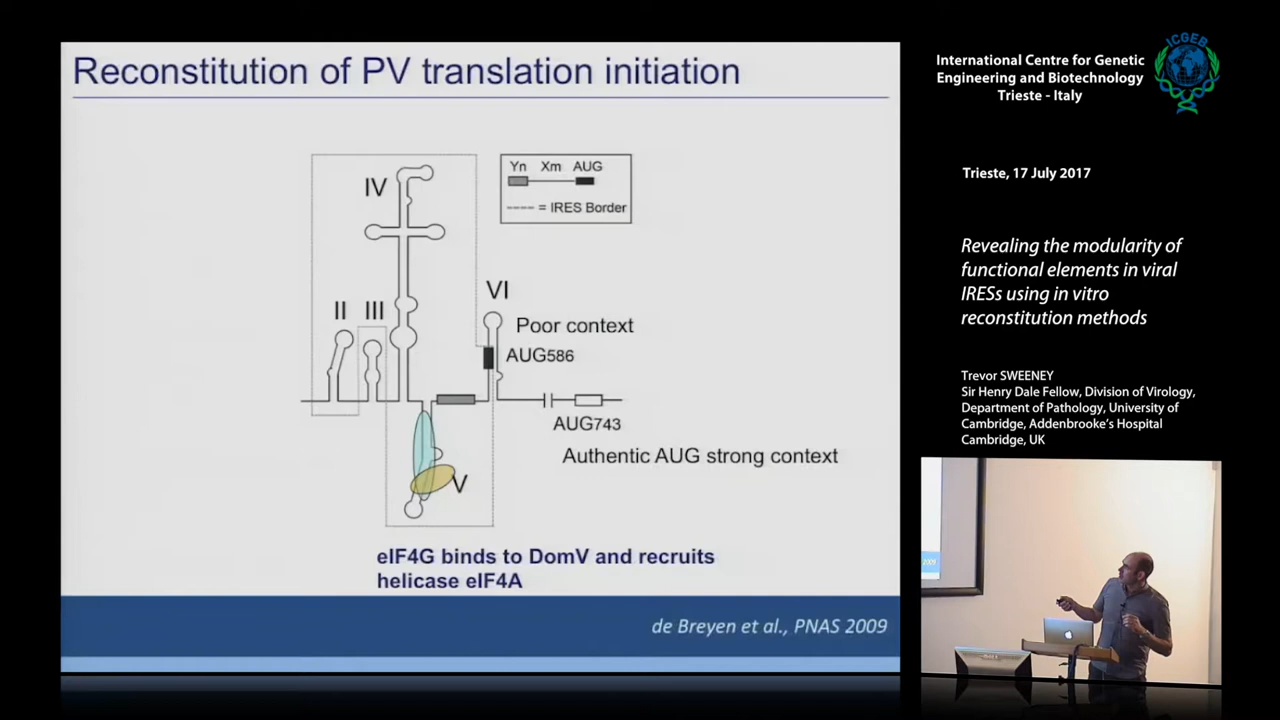 Reconstitution of PV translation initiation
IV
Yn Xm AUG
= IRES Border
II III
VI
Poor context
AUG586
AUG743
Authentic AUG strong context
V
eIF4G binds to DomV and recruits
helicase eIF4A
de Breyen et al., PNAS 2009
International Centre for Genetic
Engineering and Biotechnology
Trieste - Italy
ICGEB
Trieste, 17 July 2017
Revealing the modularity of
functional elements in viral
IRESs using in vitro
reconstitution methods
Trevor SWEENEY
Sir Henry Dale Fellow, Division of Virology,
Department of Pathology, University of
Cambridge, Addenbrooke's Hospital
Cambridge, UK
2009